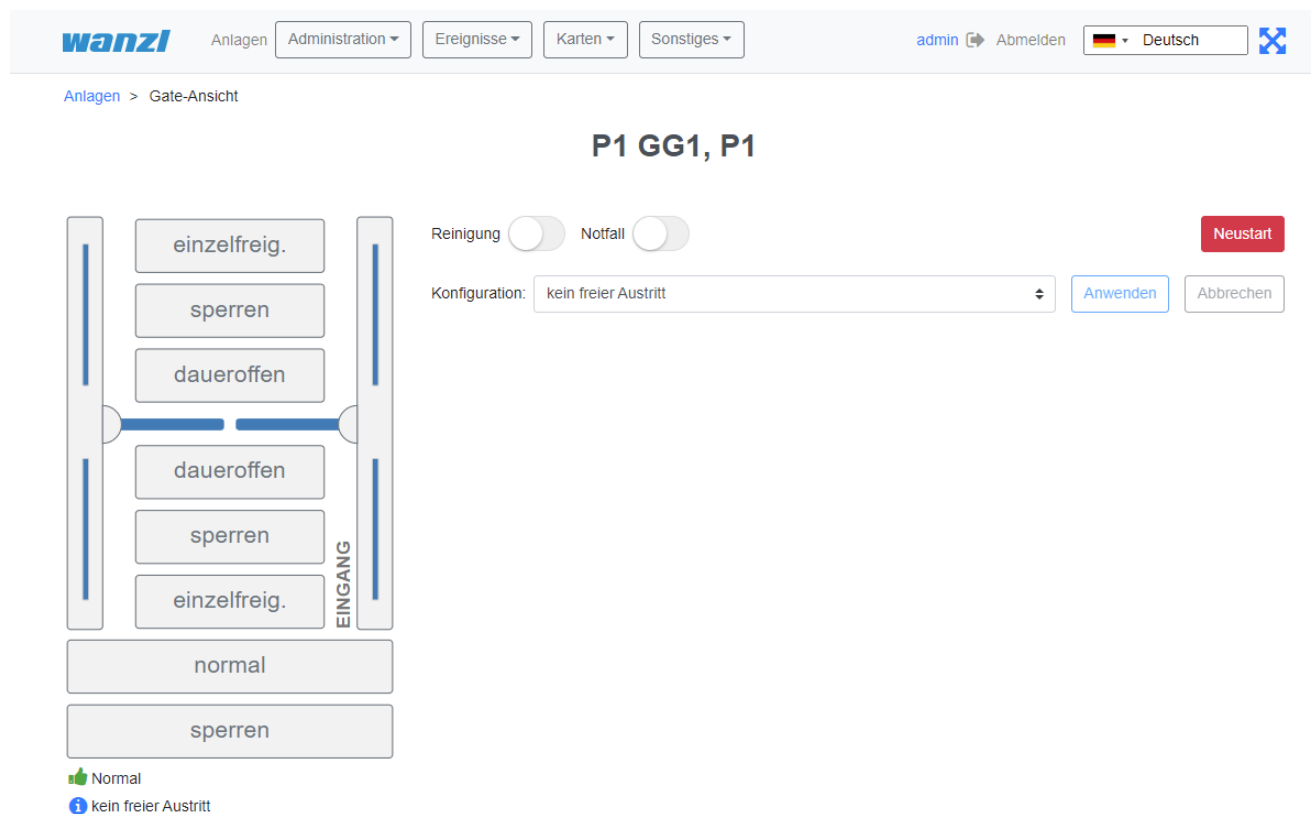 wanzl Anlagen Administration Ereignisse Karten Sonstiges admin Abmelden Deutsch
Anlagen > Gate-Ansicht
P1 GG1, P1
einzelfreig.
sperren
daueroffen
daueroffen
sperren
einzelfreig.
EINGANG
normal
sperren
Normal
kein freier Austritt
Reinigung Notfall Neustart
Konfiguration: kein freier Austritt Anwenden Abbrechen